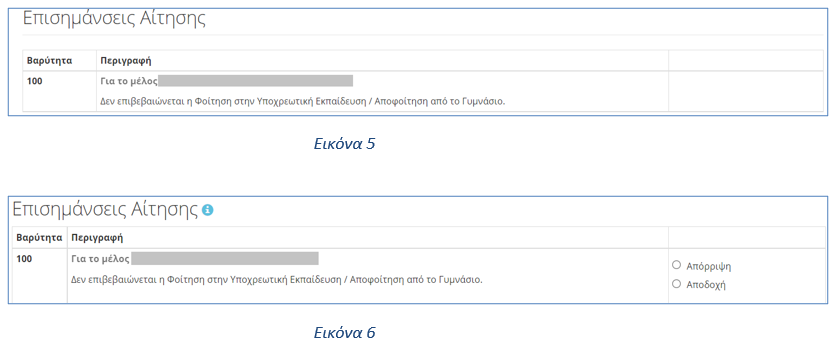 Επισημάνσεις Αίτησης
Βαρύτητα Περιγραφή
100 Για το μέλος
Δεν επιβεβαιώνεται η Φοίτηση στην Υποχρεωτική Εκπαίδευση / Αποφοίτηση από το Γυμνάσιο.
Εικόνα 5
Επισημάνσεις Αίτησης
Βαρύτητα Περιγραφή
100 Για το μέλος
Δεν επιβεβαιώνεται η Φοίτηση στην Υποχρεωτική Εκπαίδευση / Αποφοίτηση από το Γυμνάσιο.
Απόρριψη
Αποδοχή
Εικόνα 6